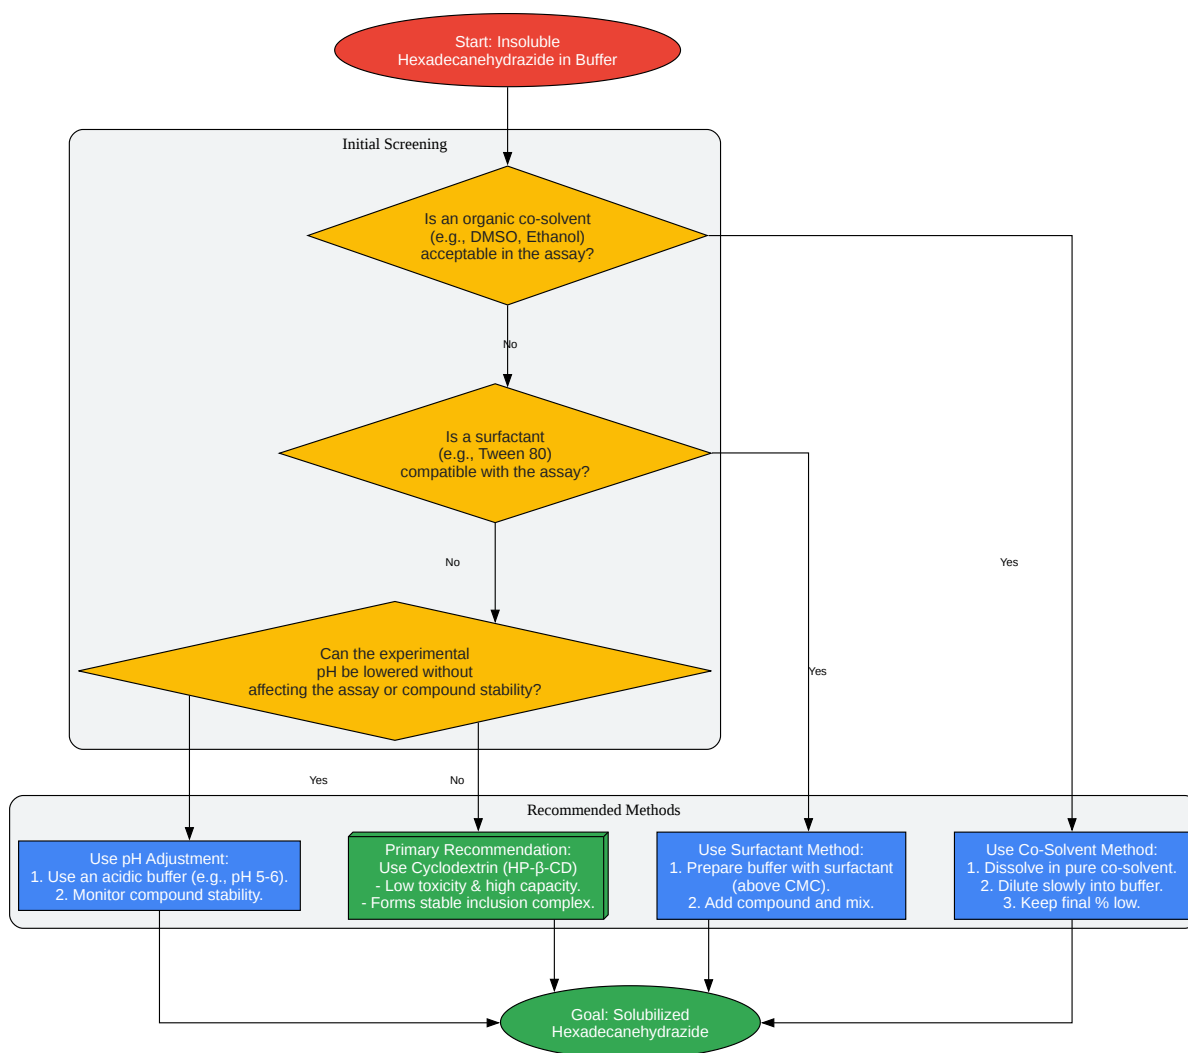 Start: Insoluble
Hexadecanehydrazide in Buffer
Initial Screening
Is an organic co-solvent
(e.g., DMSO, Ethanol)
acceptable in the assay?
No
Is a surfactant
(e.g., Tween 80)
compatible with the assay?
No
Yes
Can the experimental
pH be lowered without
affecting the assay or compound stability?
Yes
Yes
No
Recommended Methods
Use pH Adjustment:
1. Use an acidic buffer (e.g., pH 5-6).
2. Monitor compound stability.
Primary Recommendation:
Use Cyclodextrin (HP-β-CD)
- Low toxicity & high capacity.
- Forms stable inclusion complex.
Use Surfactant Method:
1. Prepare buffer with surfactant
(above CMC).
2. Add compound and mix.
Use Co-Solvent Method:
1. Dissolve in pure co-solvent.
2. Dilute slowly into buffer.
3. Keep final % low.
Goal: Solubilized
Hexadecanehydrazide